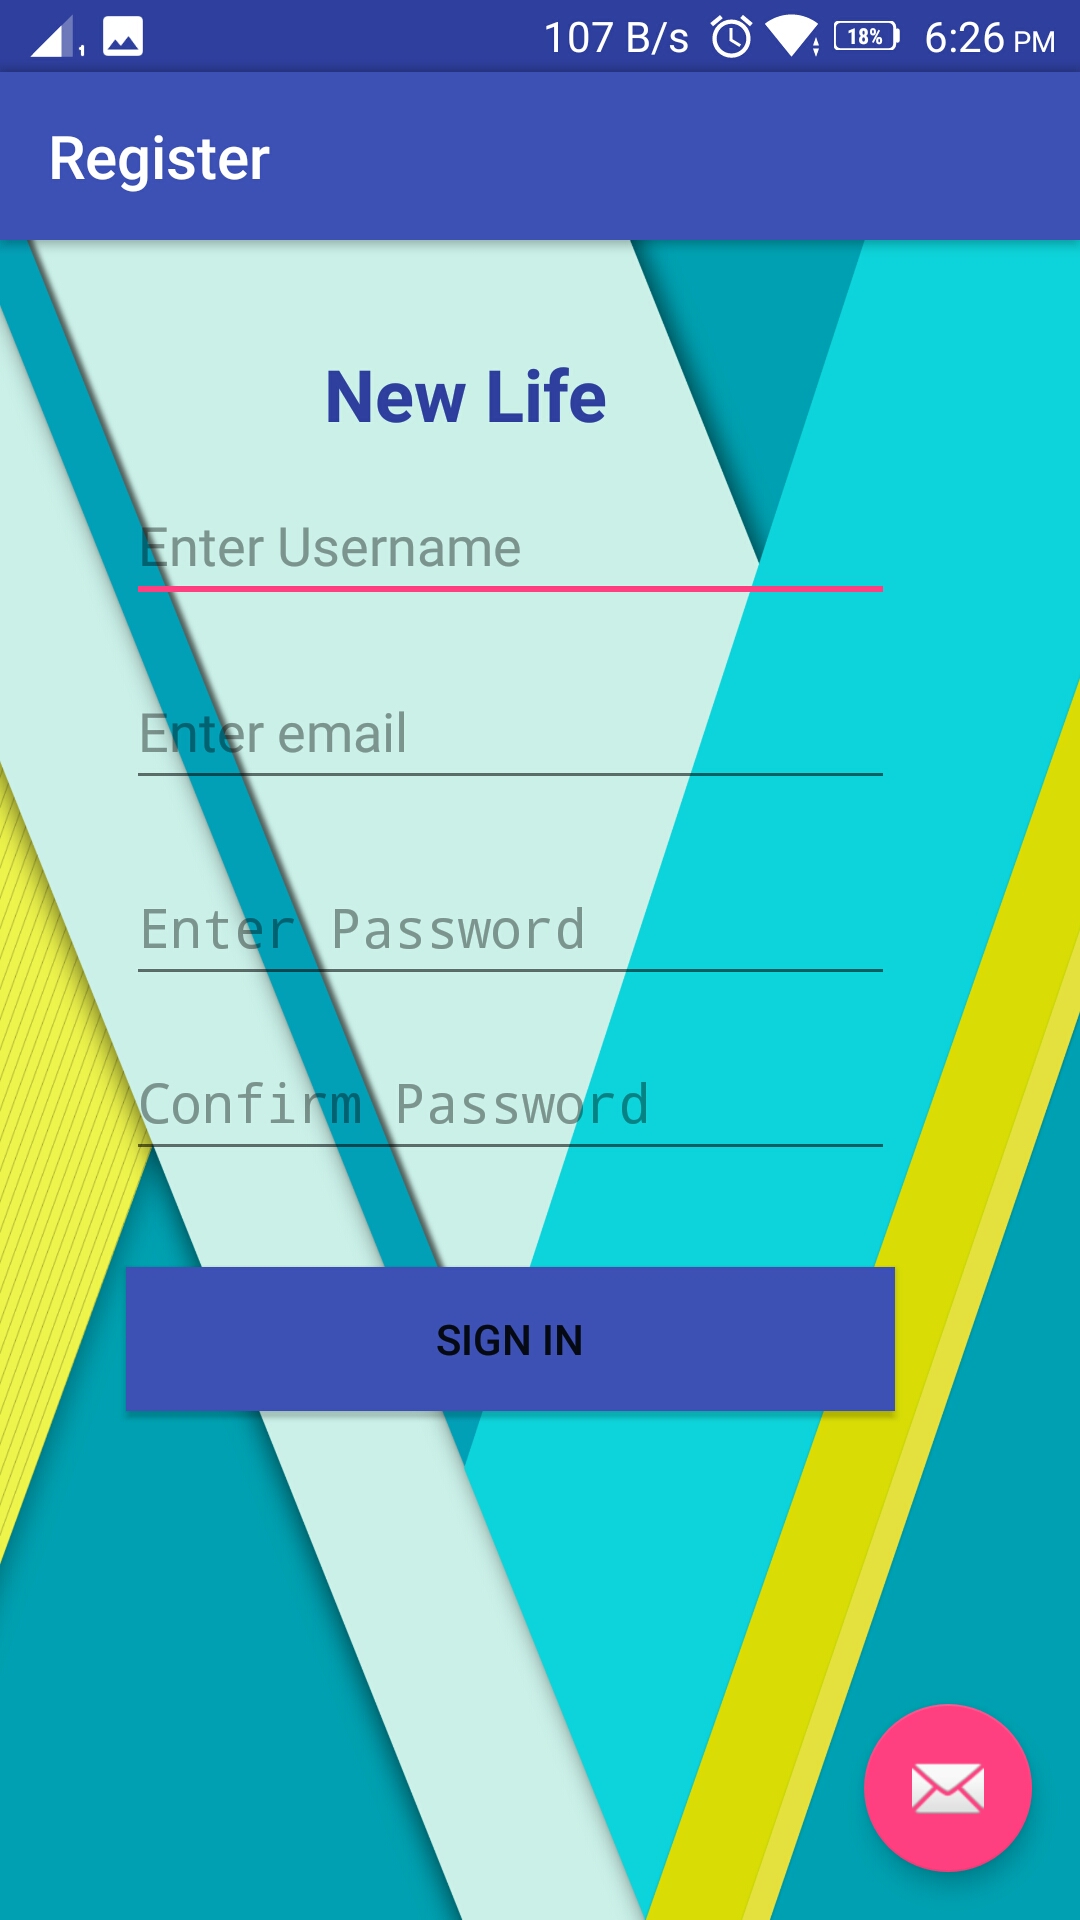 1 107 B/s 18% 6:26 PM
Register
New Life
Enter Username
Enter email
Enter Password
Confirm Password
SIGN IN